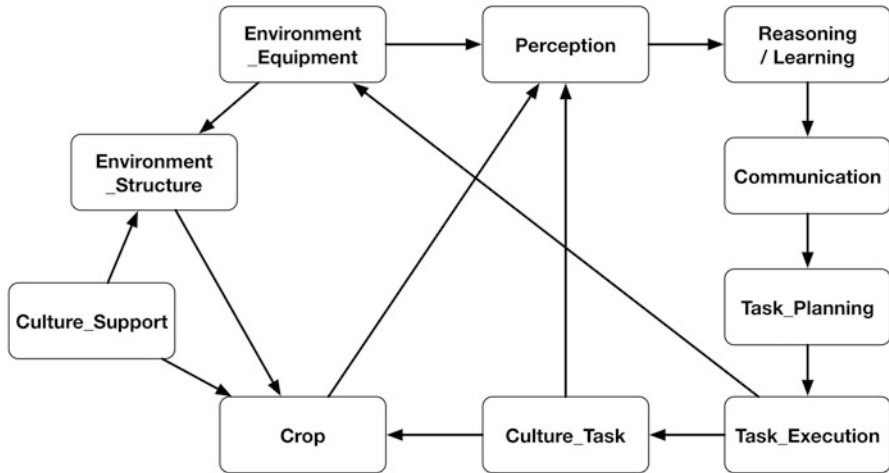 Environment
_Equipment
Perception
Reasoning
/ Learning
Environment
_Structure
Communication
Culture_Support
Task_Planning
Crop
Culture_Task
Task_Execution